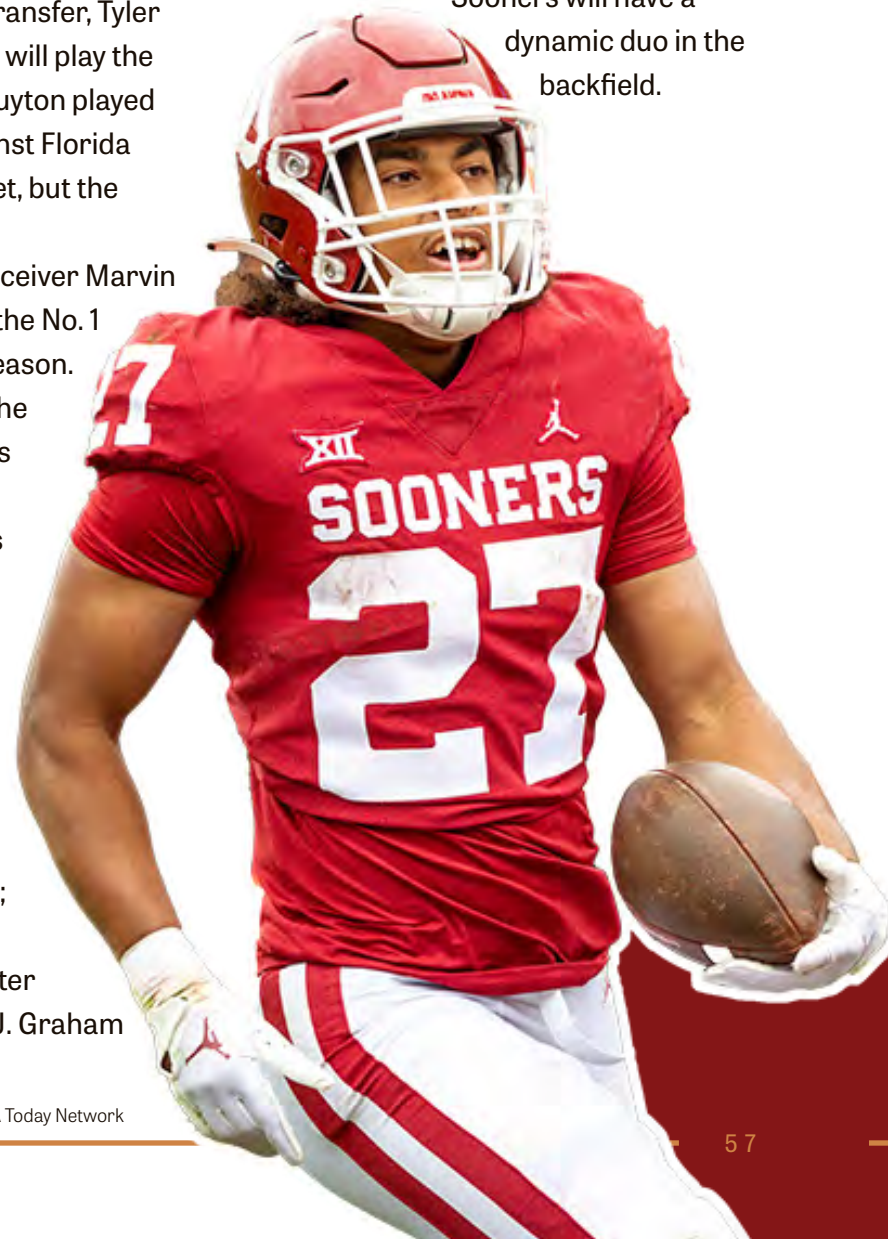 ransfer, Tyler
will play the
uyton played
nst Florida
et, but the
ceiver Marvin
the No. 1
eason.
he
s
s
;
ter
J. Graham
Today Network
Sooners will have a
dynamic duo in the
backfield.
27
XII
SOONERS
27
57